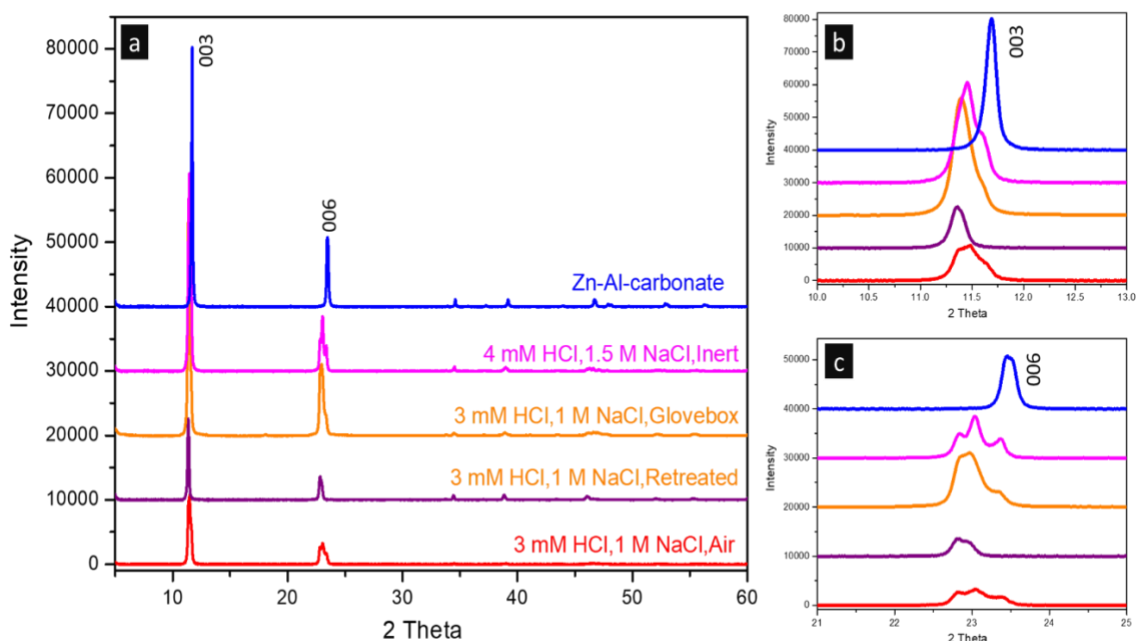 a
003
006
Zn-Al-carbonate
4 mM HCl,1.5 M NaCl,Inert
3 mM HCl,1 M NaCl,Glovebox
3 mM HCl,1 M NaCl,Retreated
3 mM HCl,1 M NaCl,Air
Intensity
80000
70000
60000
50000
40000
30000
20000
10000
0
10 20 30 40 50 60
2 Theta
b
003
Intensity
80000
70000
60000
50000
40000
30000
20000
10000
0
10.0 10.5 11.0 11.5 12.0 12.5 13.0
2 Theta
c
006
Intensity
50000
40000
30000
20000
10000
0
21 22 23 24 25
2 Theta